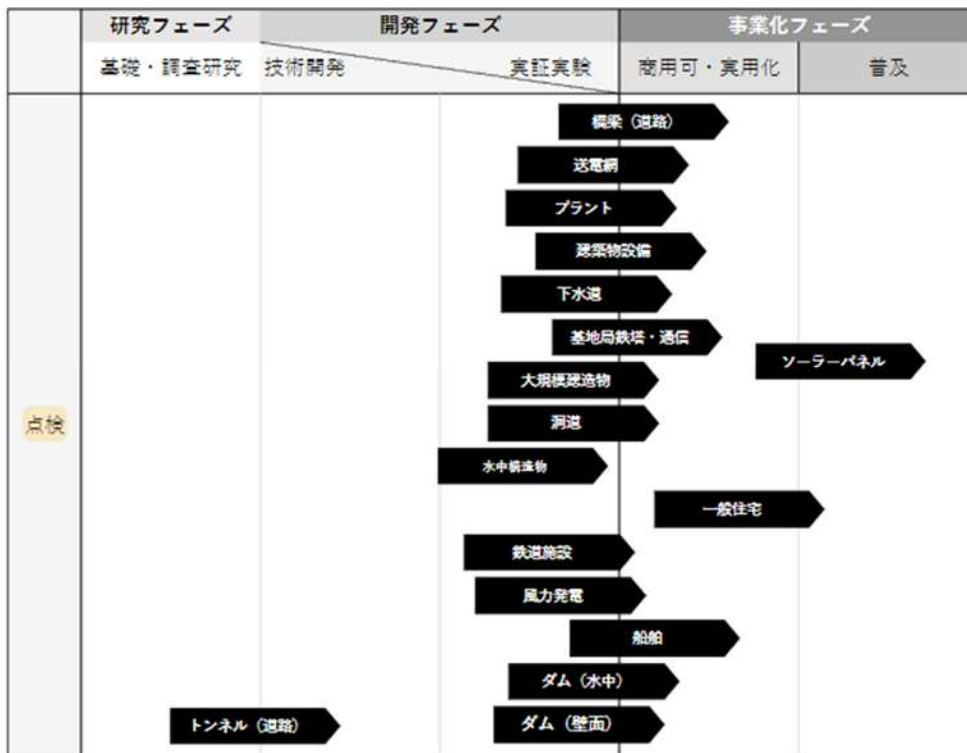 研究フェーズ
開発フェーズ
事業化フェーズ
基礎・調査研究
技術開発
実証実験
商用可・実用化
普及
点検
橋梁（道路）
送電網
プラント
建築物設備
下水道
基地局鉄塔・通信
ソーラーパネル
大規模建造物
洞道
水中構造物
一般住宅
鉄道施設
風力発電
船舶
ダム（水中）
トンネル（道路）
ダム（壁面）